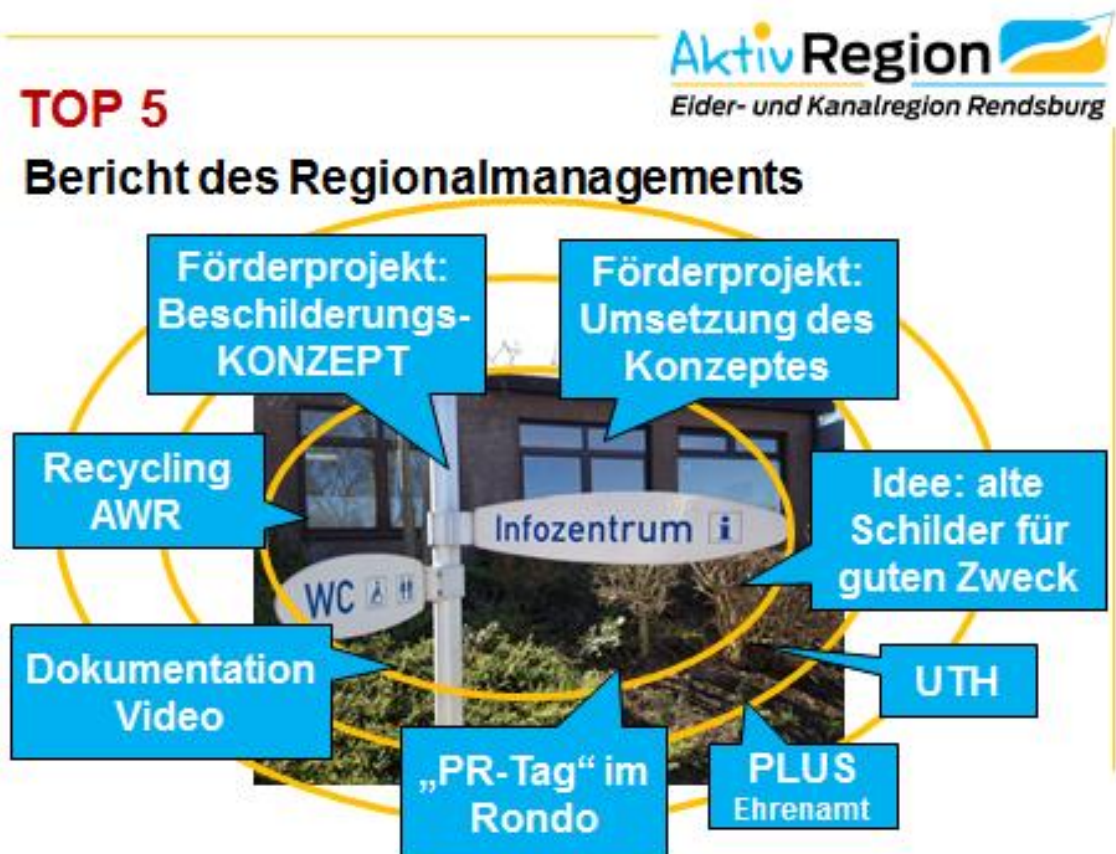 AktivRegion
Eider- und Kanalregion Rendsburg
TOP 5
Bericht des Regionalmanagements
Förderprojekt:
Beschilderungs-
KONZEPT
Förderprojekt:
Umsetzung des
Konzeptes
Recycling
AWR
Infozentrum i
Idee: alte
Schilder für
guten Zweck
WC
Dokumentation
Video
UTH
„PR-Tag“ im
Rondo
PLUS
Ehrenamt